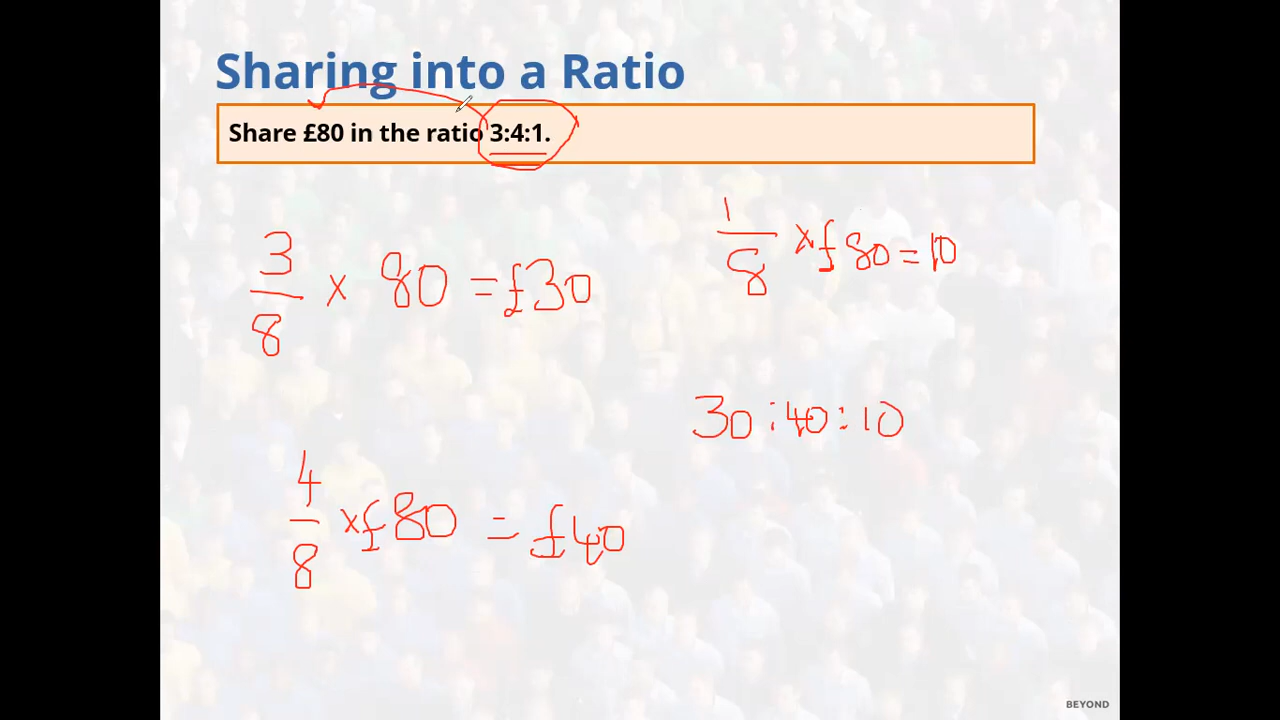 Sharing into a Ratio
Share £80 in the ratio 3:4:1.
3/8 × 80 = £30
1/8 × £80 = 10
30 : 40 : 10
4/8 × £80 = £40
BEYOND